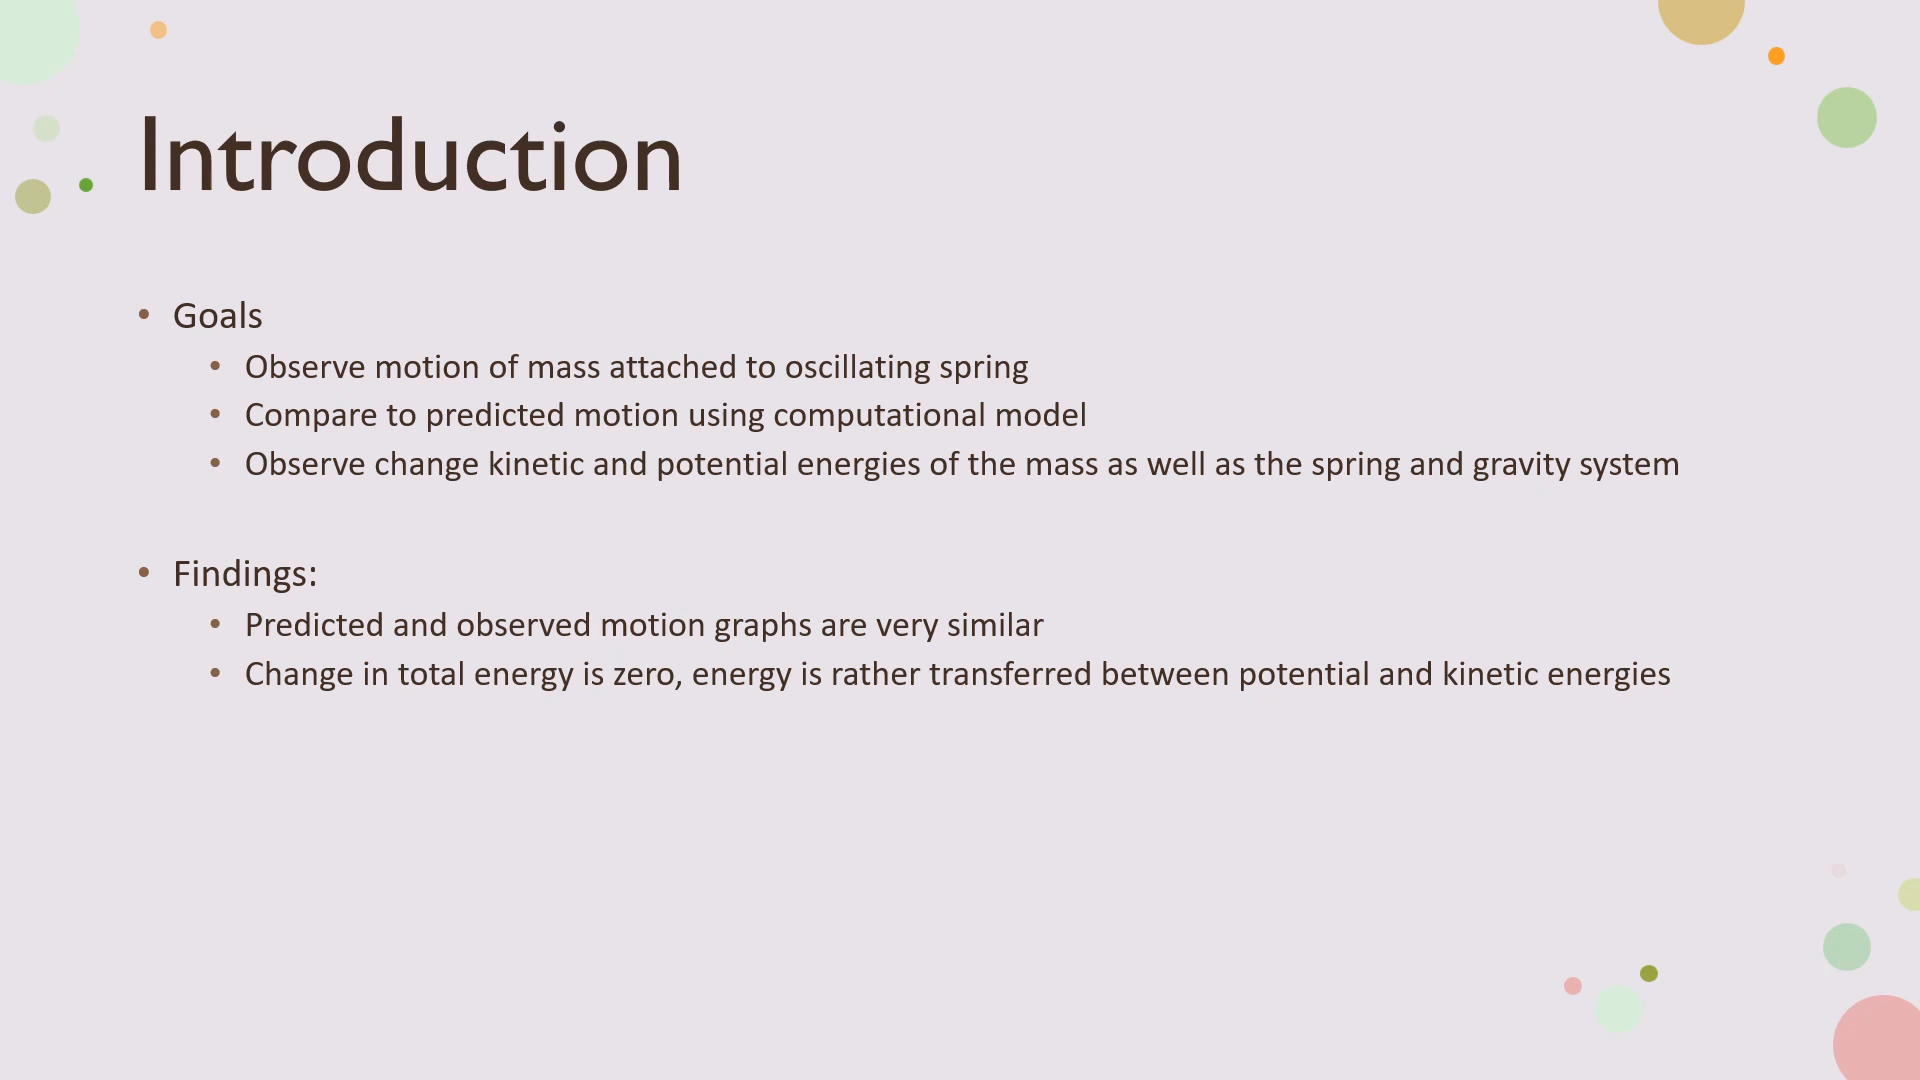 Introduction
• Goals
• Observe motion of mass attached to oscillating spring
• Compare to predicted motion using computational model
• Observe change kinetic and potential energies of the mass as well as the spring and gravity system
• Findings:
• Predicted and observed motion graphs are very similar
• Change in total energy is zero, energy is rather transferred between potential and kinetic energies